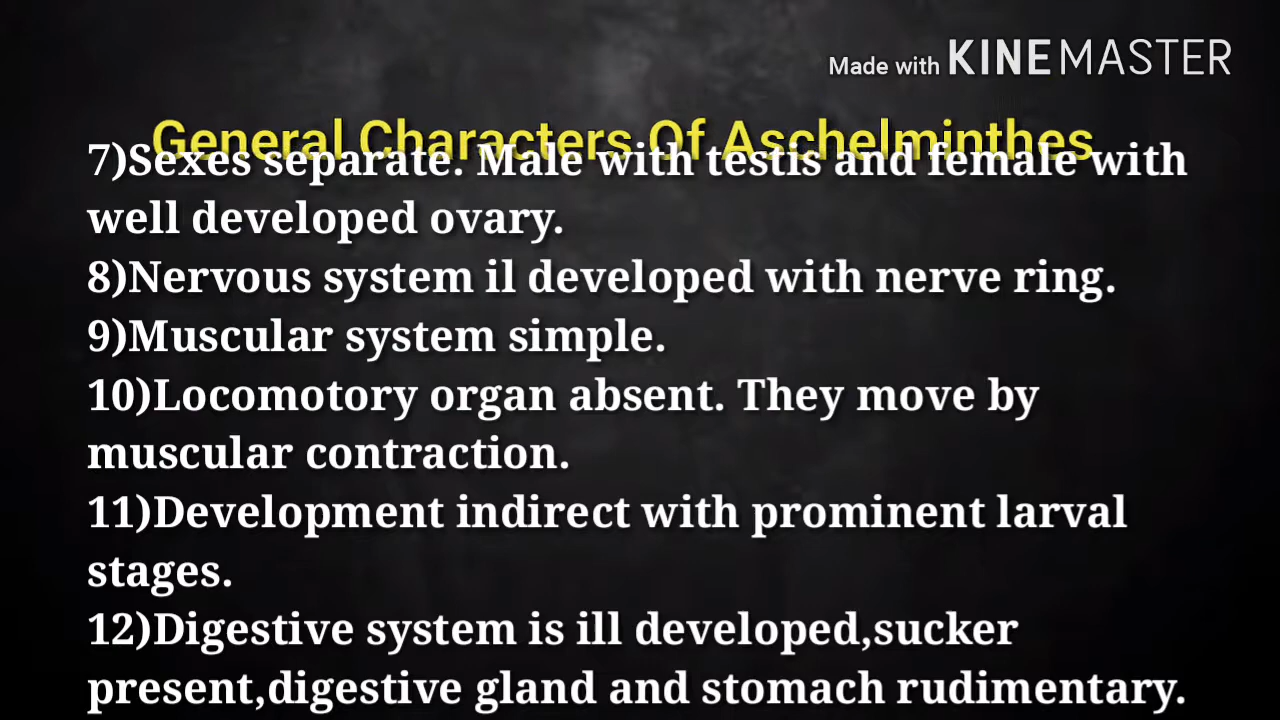 Made with KINEMASTER
General Characters Of Aschelminthes
7)Sexes separate. Male with testis and female with
well developed ovary.
8)Nervous system il developed with nerve ring.
9)Muscular system simple.
10)Locomotory organ absent. They move by
muscular contraction.
11)Development indirect with prominent larval
stages.
12)Digestive system is ill developed,sucker
present,digestive gland and stomach rudimentary.